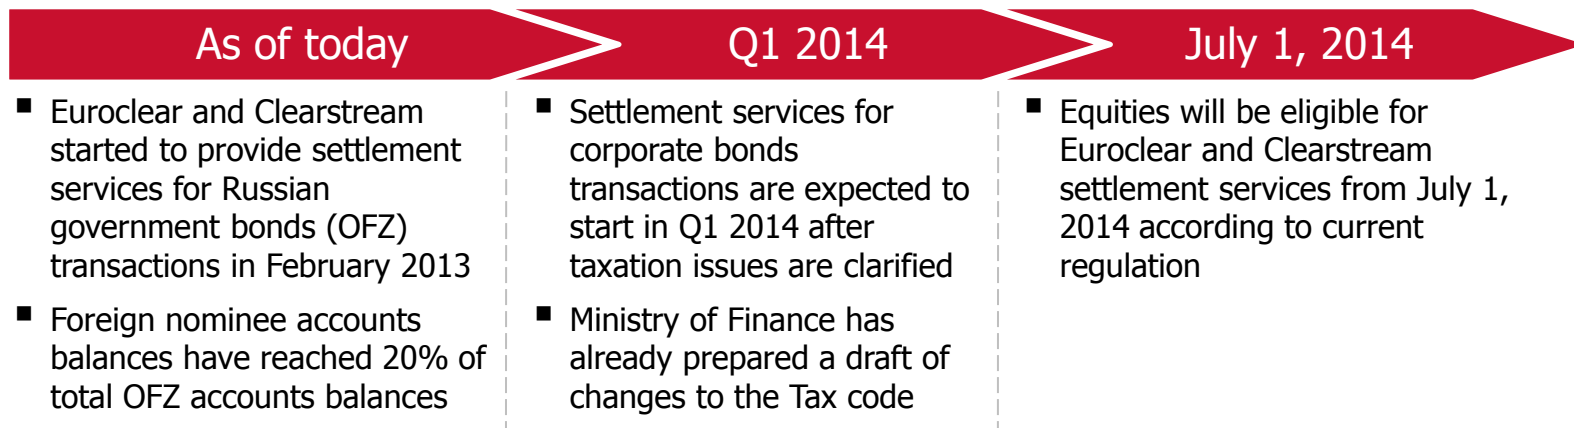 As of today
Q1 2014
July 1, 2014
▪ Euroclear and Clearstream
started to provide settlement
services for Russian
government bonds (OFZ)
transactions in February 2013
▪ Foreign nominee accounts
balances have reached 20% of
total OFZ accounts balances
▪ Settlement services for
corporate bonds
transactions are expected to
start in Q1 2014 after
taxation issues are clarified
▪ Ministry of Finance has
already prepared a draft of
changes to the Tax code
▪ Equities will be eligible for
Euroclear and Clearstream
settlement services from July 1,
2014 according to current
regulation